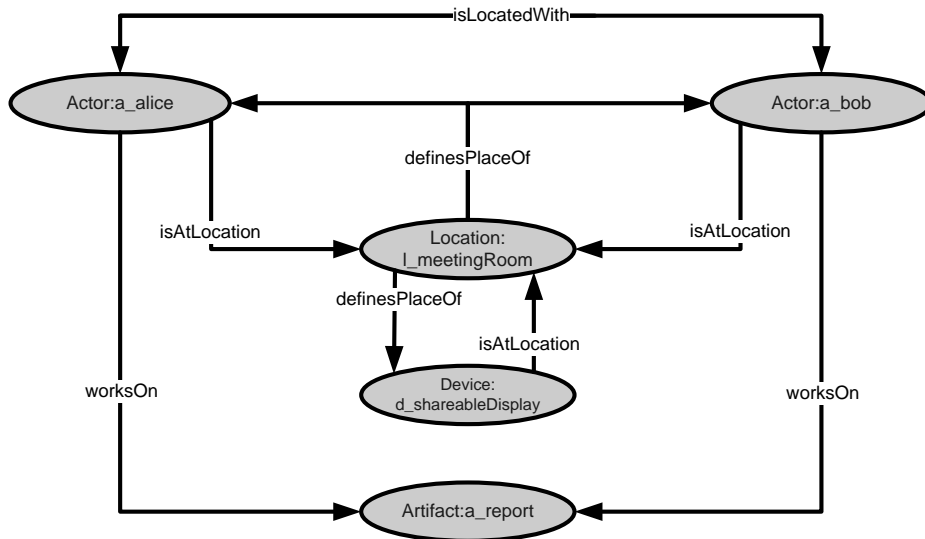 isLocatedWith
Actor:a_alice
Actor:a_bob
definesPlaceOf
isAtLocation
Location:
l_meetingRoom
isAtLocation
definesPlaceOf
isAtLocation
Device:
d_shareableDisplay
worksOn
worksOn
Artifact:a_report